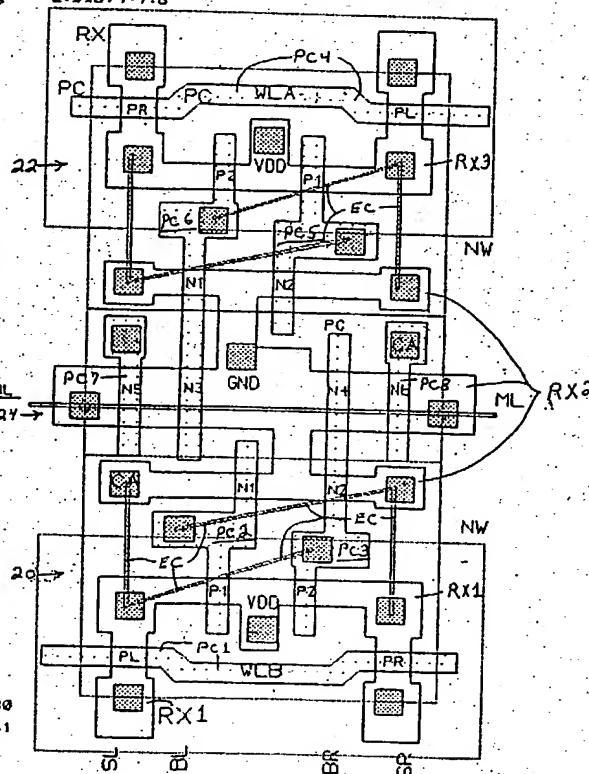 RX
PC4
PC
PC
WLA
PR
PL
22
VDD
P2
P1
RX3
EC
PC6
PC5
NW
N1
N2
PC
CA
PC7
N5
N3
GND
N4
N6
PC8
ML
RX2
ML
24
CA
N1
N2
EC
PC2
PC3
NW
EC
20
P1
P2
VDD
RX1
PC1
PL
WLB
PR
RX1
SL
BL
BR